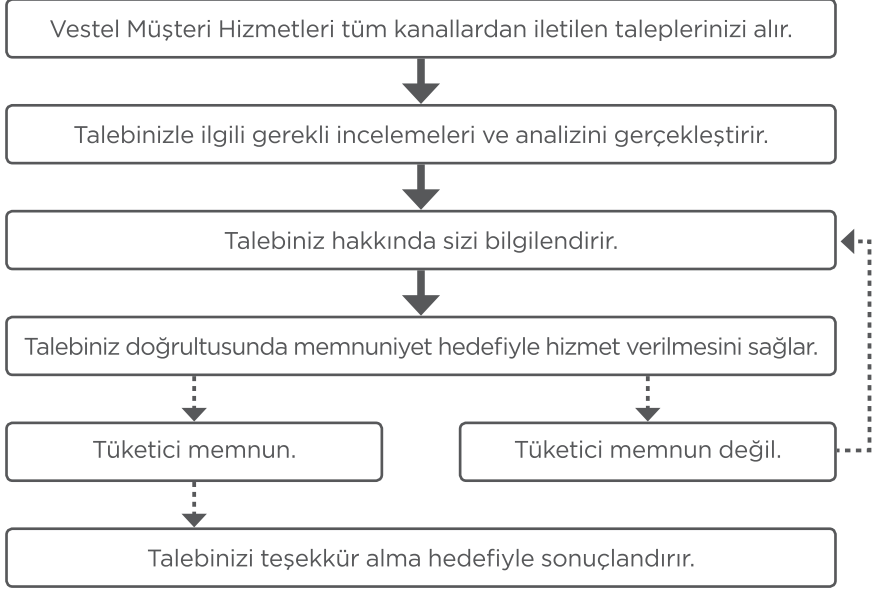 Vestel Müşteri Hizmetleri tüm kanallardan iletilen taleplerinizi alır.
Talebinizle ilgili gerekli incelemeleri ve analizini gerçekleştirir.
Talebiniz hakkında sizi bilgilendirir.
Talebiniz doğrultusunda memnuniyet hedefiyle hizmet verilmesini sağlar.
Tüketici memnun.
Tüketici memnun değil.
Talebinizi teşekkür alma hedefiyle sonuçlandırır.